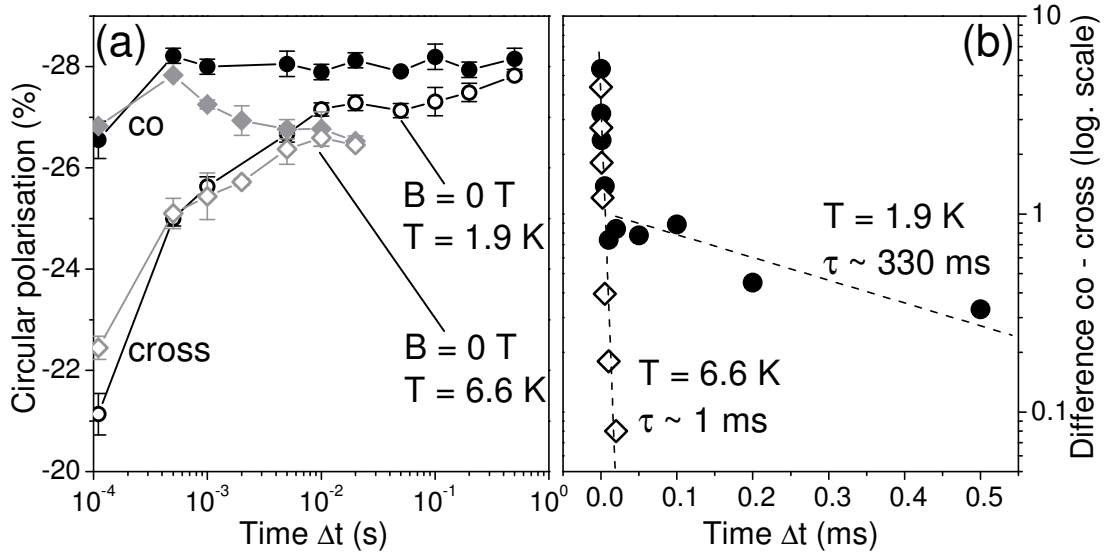 (a)
(b)
-28
-26
-24
-22
-20
Circular polarisation (%)
co
cross
B = 0 T
T = 1.9 K
B = 0 T
T = 6.6 K
10⁻⁴
10⁻³
10⁻²
10⁻¹
10⁰
Time Δt (s)
T = 1.9 K
τ ~ 330 ms
T = 6.6 K
τ ~ 1 ms
0.0
0.1
0.2
0.3
0.4
0.5
Time Δt (ms)
10
1
0.1
Difference co - cross (log. scale)